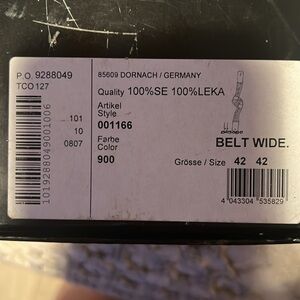 P.O. 9288049
TCO 127
101
10
0807
10192880490001006
85609 DORNACH / GERMANY
Quality 100%SE 100%LEKA
Artikel
Style
001166
Farbe
Color
900
BELT WIDE.
Grösse / Size 42 42
4 043304 535829